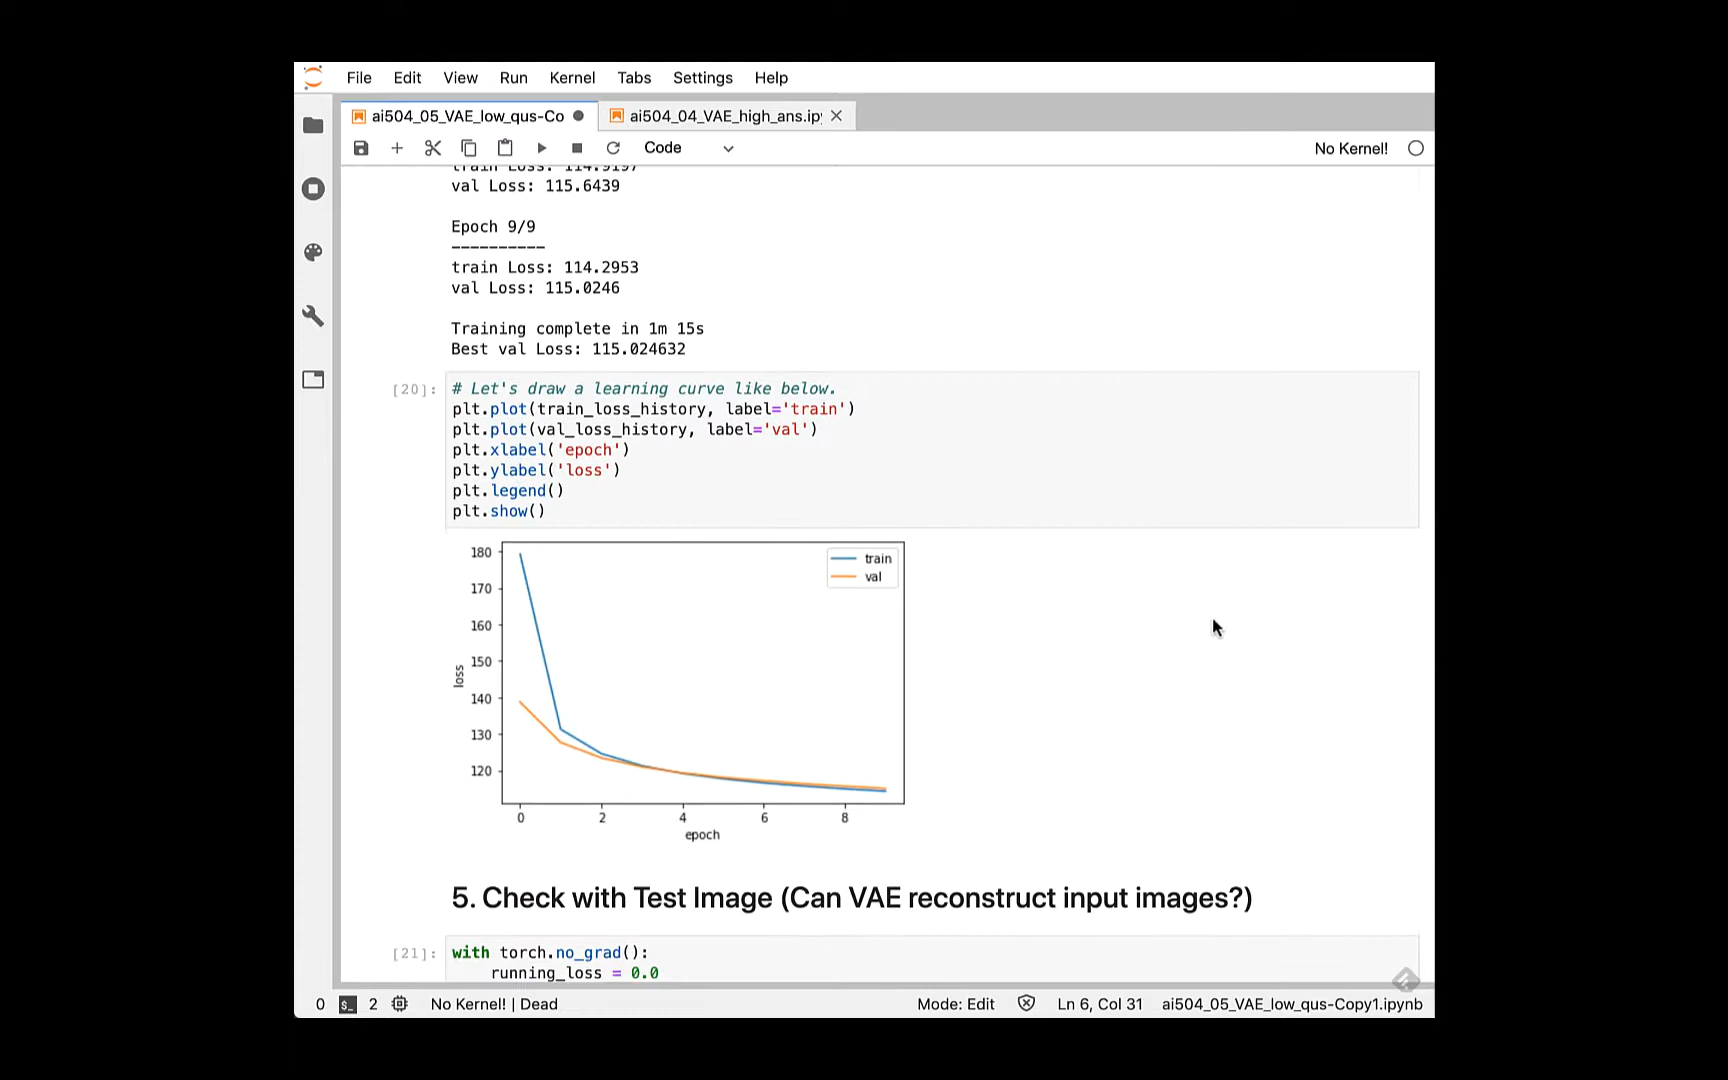 File Edit View Run Kernel Tabs Settings Help
ai504_05_VAE_low_qus-Co ai504_04_VAE_high_ans.ip
Code No Kernel!
train Loss: 114.9197
val Loss: 115.6439
Epoch 9/9
----------
train Loss: 114.2953
val Loss: 115.0246
Training complete in 1m 15s
Best val Loss: 115.024632
[20]: # Let's draw a learning curve like below.
plt.plot(train_loss_history, label='train')
plt.plot(val_loss_history, label='val')
plt.xlabel('epoch')
plt.ylabel('loss')
plt.legend()
plt.show()
180
170
160
150
140
130
120
loss
train
val
0 2 4 6 8
epoch
5. Check with Test Image (Can VAE reconstruct input images?)
[21]: with torch.no_grad():
running_loss = 0.0
0 $_ 2 No Kernel! | Dead Mode: Edit Ln 6, Col 31 ai504_05_VAE_low_qus-Copy1.ipynb